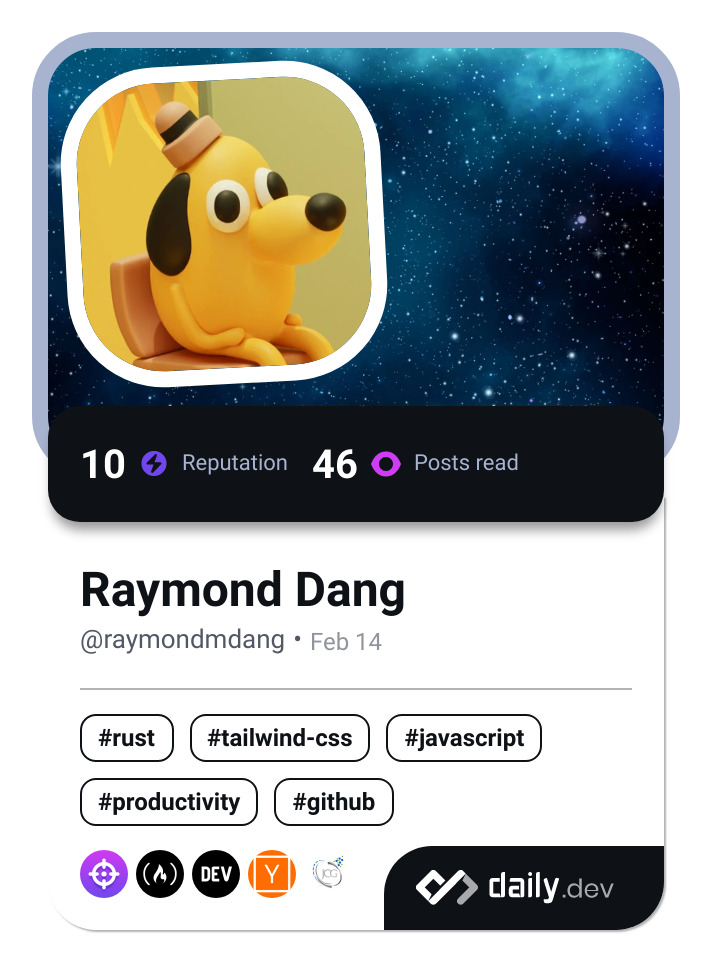 10 Reputation 46 Posts read
Raymond Dang
@raymondmdang • Feb 14
#rust #tailwind-css #javascript
#productivity #github
DEV Y JCG
daily.dev